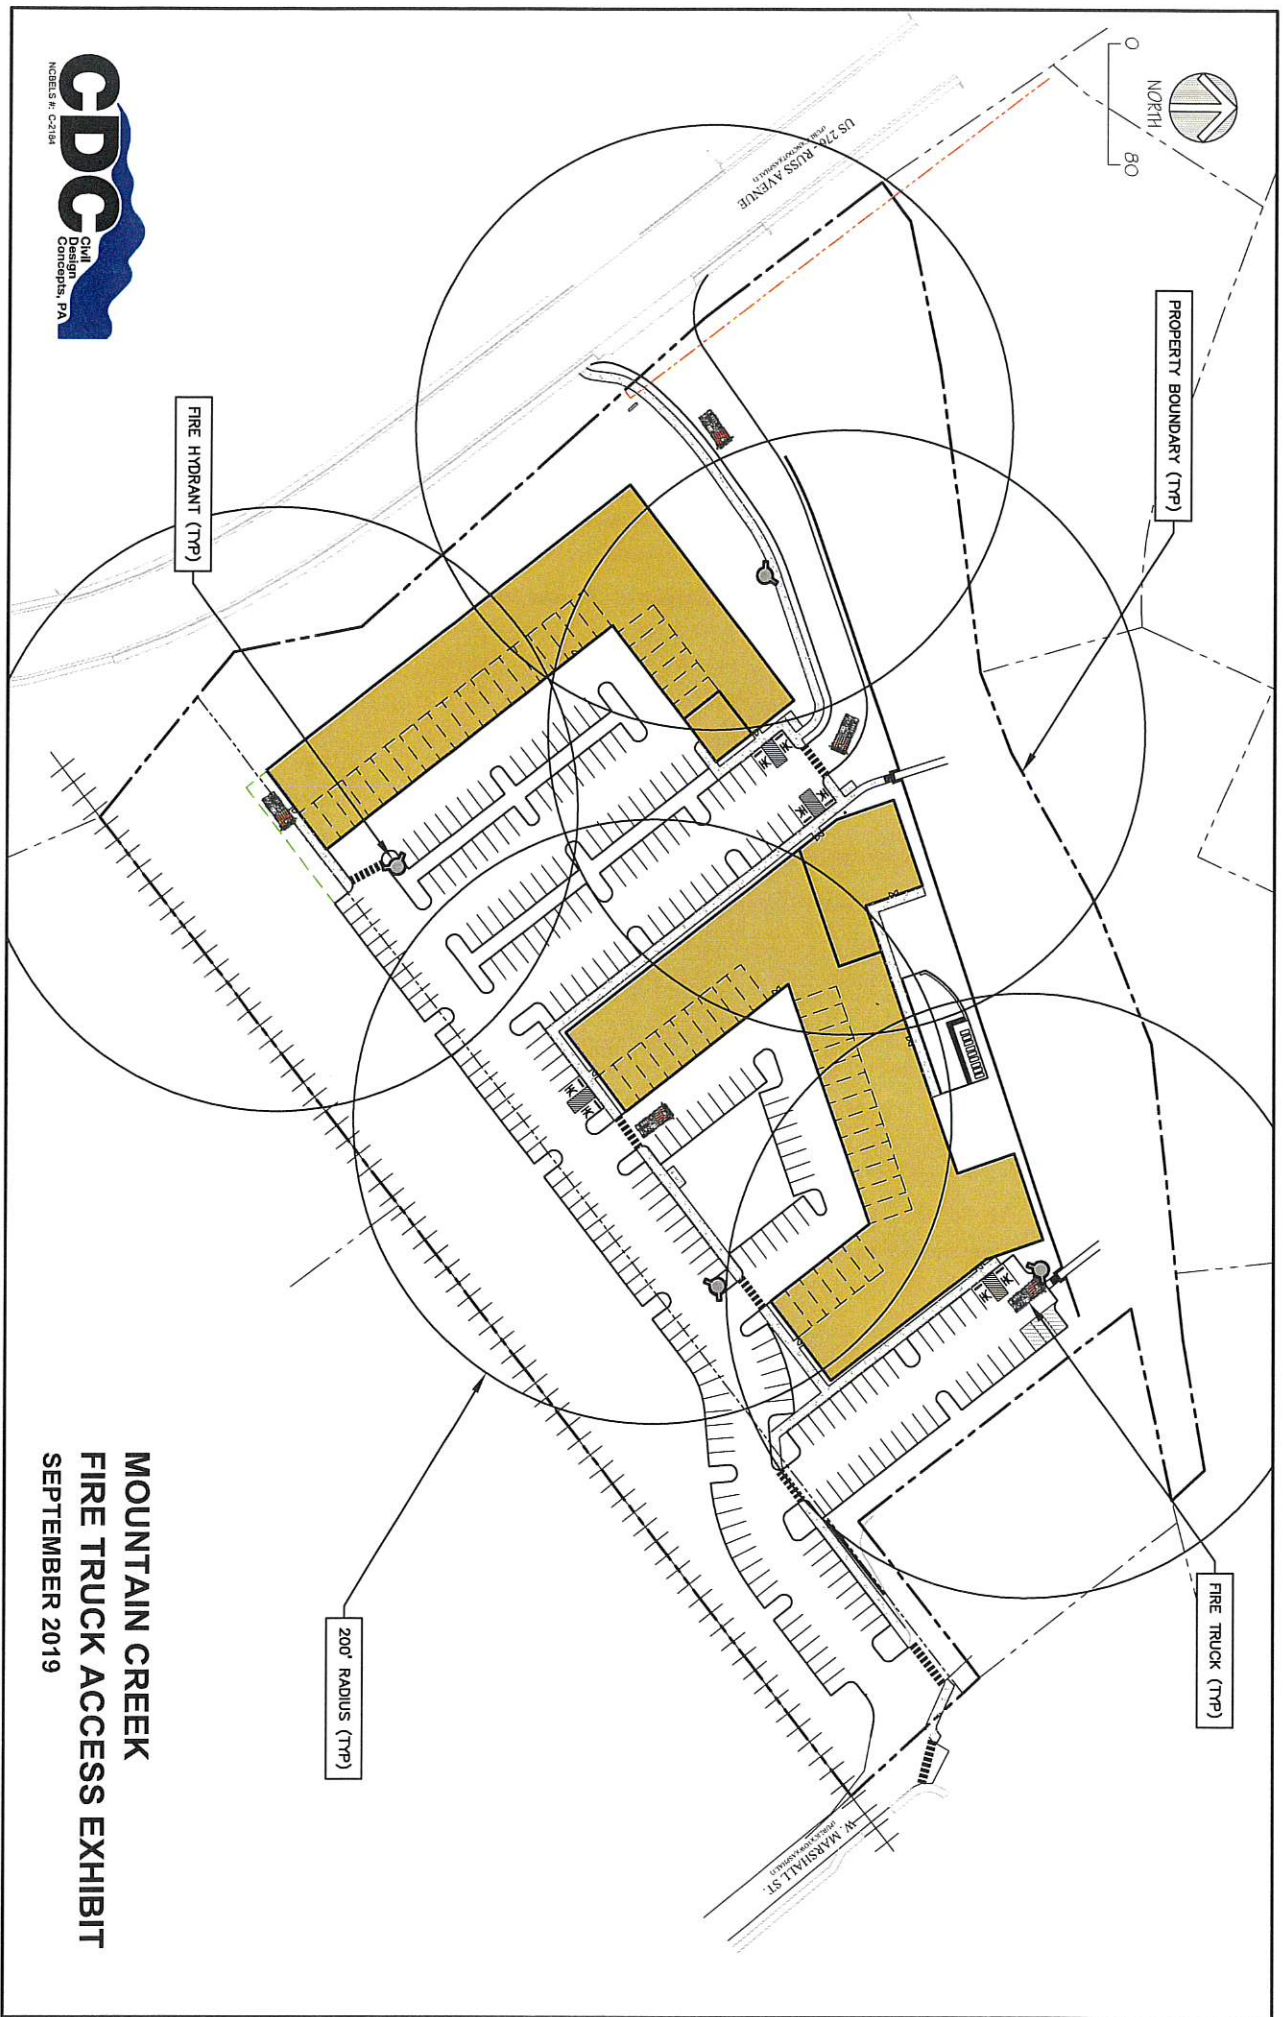 0
80
NORTH
US 276 - RUSS AVENUE
PROPERTY BOUNDARY (TYP)
FIRE HYDRANT (TYP)
FIRE TRUCK (TYP)
200' RADIUS (TYP)
W. MARSHALL ST.
CDC
Civil
Design
Concepts, PA
NCBELS #: C-2184
MOUNTAIN CREEK
FIRE TRUCK ACCESS EXHIBIT
SEPTEMBER 2019